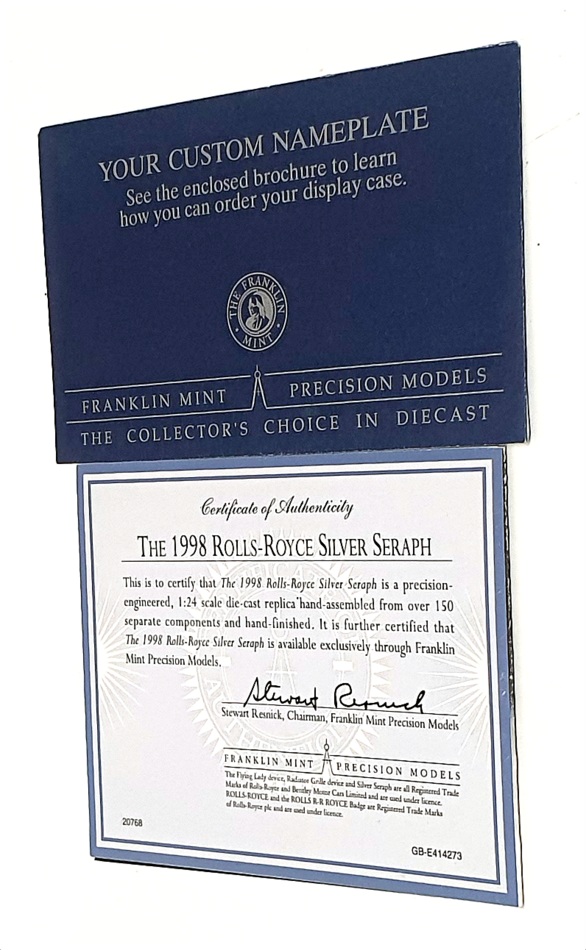 YOUR CUSTOM NAMEPLATE
See the enclosed brochure to learn
how you can order your display case.
THE FRANKLIN
MINT
FRANKLIN MINT PRECISION MODELS
THE COLLECTOR'S CHOICE IN DIECAST
Certificate of Authenticity
THE 1998 ROLLS-ROYCE SILVER SERAPH
This is to certify that The 1998 Rolls-Royce Silver Seraph is a precision-
engineered, 1:24 scale die-cast replica hand-assembled from over 150
separate components and hand-finished. It is further certified that
The 1998 Rolls-Royce Silver Seraph is available exclusively through Franklin
Mint Precision Models.
Stewart Resnick
Stewart Resnick, Chairman, Franklin Mint Precision Models
FRANKLIN MINT PRECISION MODELS
The Flying Lady device, Radiator Grille device and Silver Seraph are all Registered Trade
Marks of Rolls-Royce and Bentley Motor Cars Limited and are used under licence.
ROLLS-ROYCE and the ROLLS R-R ROYCE Badge are Registered Trade Marks
of Rolls-Royce plc and are used under licence.
20768
GB-E414273